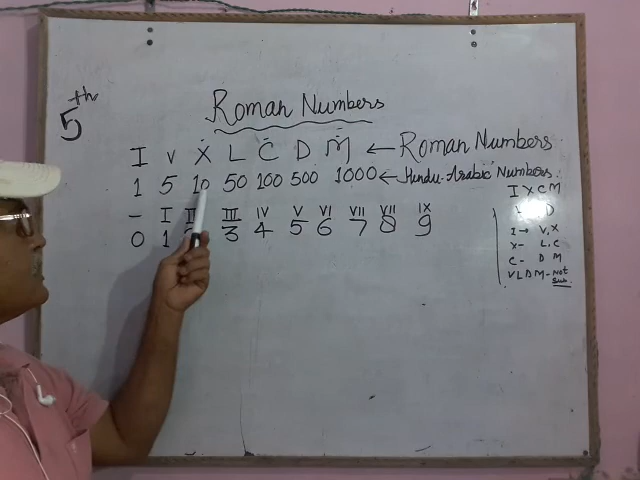 5th
Roman Numbers
I V X L C D M ← Roman Numbers
1 5 10 50 100 500 1000 ← Hindu-Arabic Numbers.
– I II III IV V VI VII VII IX
0 1 2 3 4 5 6 7 8 9
I X C M
D
I → V, X
X - L, C
C - D M
V L D M - Not
Sub.